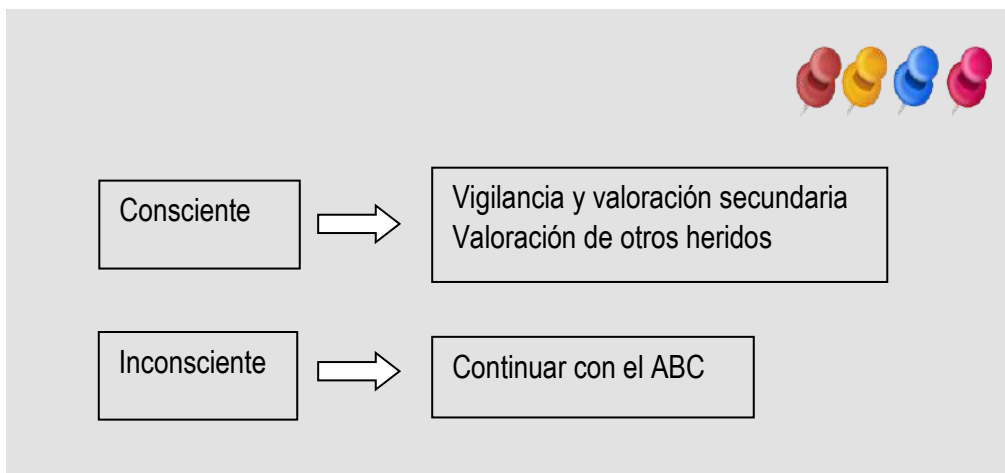 Consciente
Vigilancia y valoración secundaria
Valoración de otros heridos
Inconsciente
Continuar con el ABC